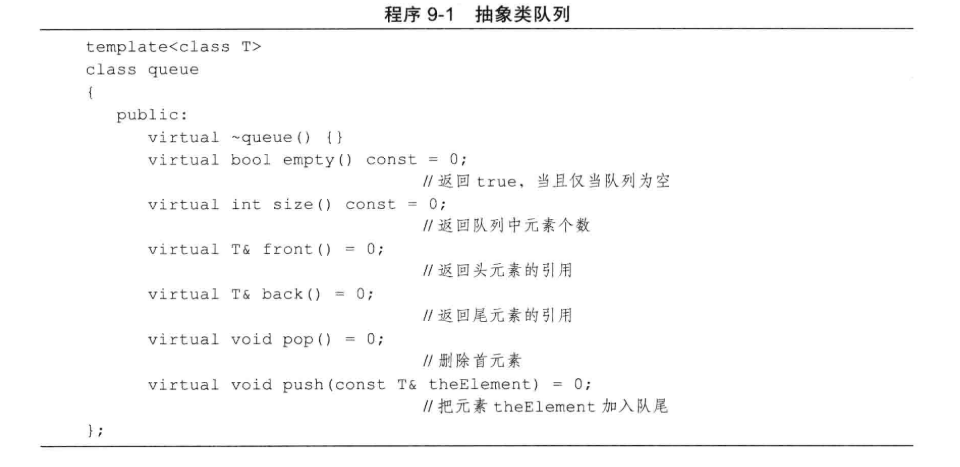 程序 9-1 抽象类队列
template<class T>
class queue
{
public:
virtual ~queue() {}
virtual bool empty() const = 0;
//返回 true，当且仅当队列为空
virtual int size() const = 0;
//返回队列中元素个数
virtual T& front() = 0;
//返回头元素的引用
virtual T& back() = 0;
//返回尾元素的引用
virtual void pop() = 0;
//删除首元素
virtual void push(const T& theElement) = 0;
//把元素 theElement 加入队尾
};